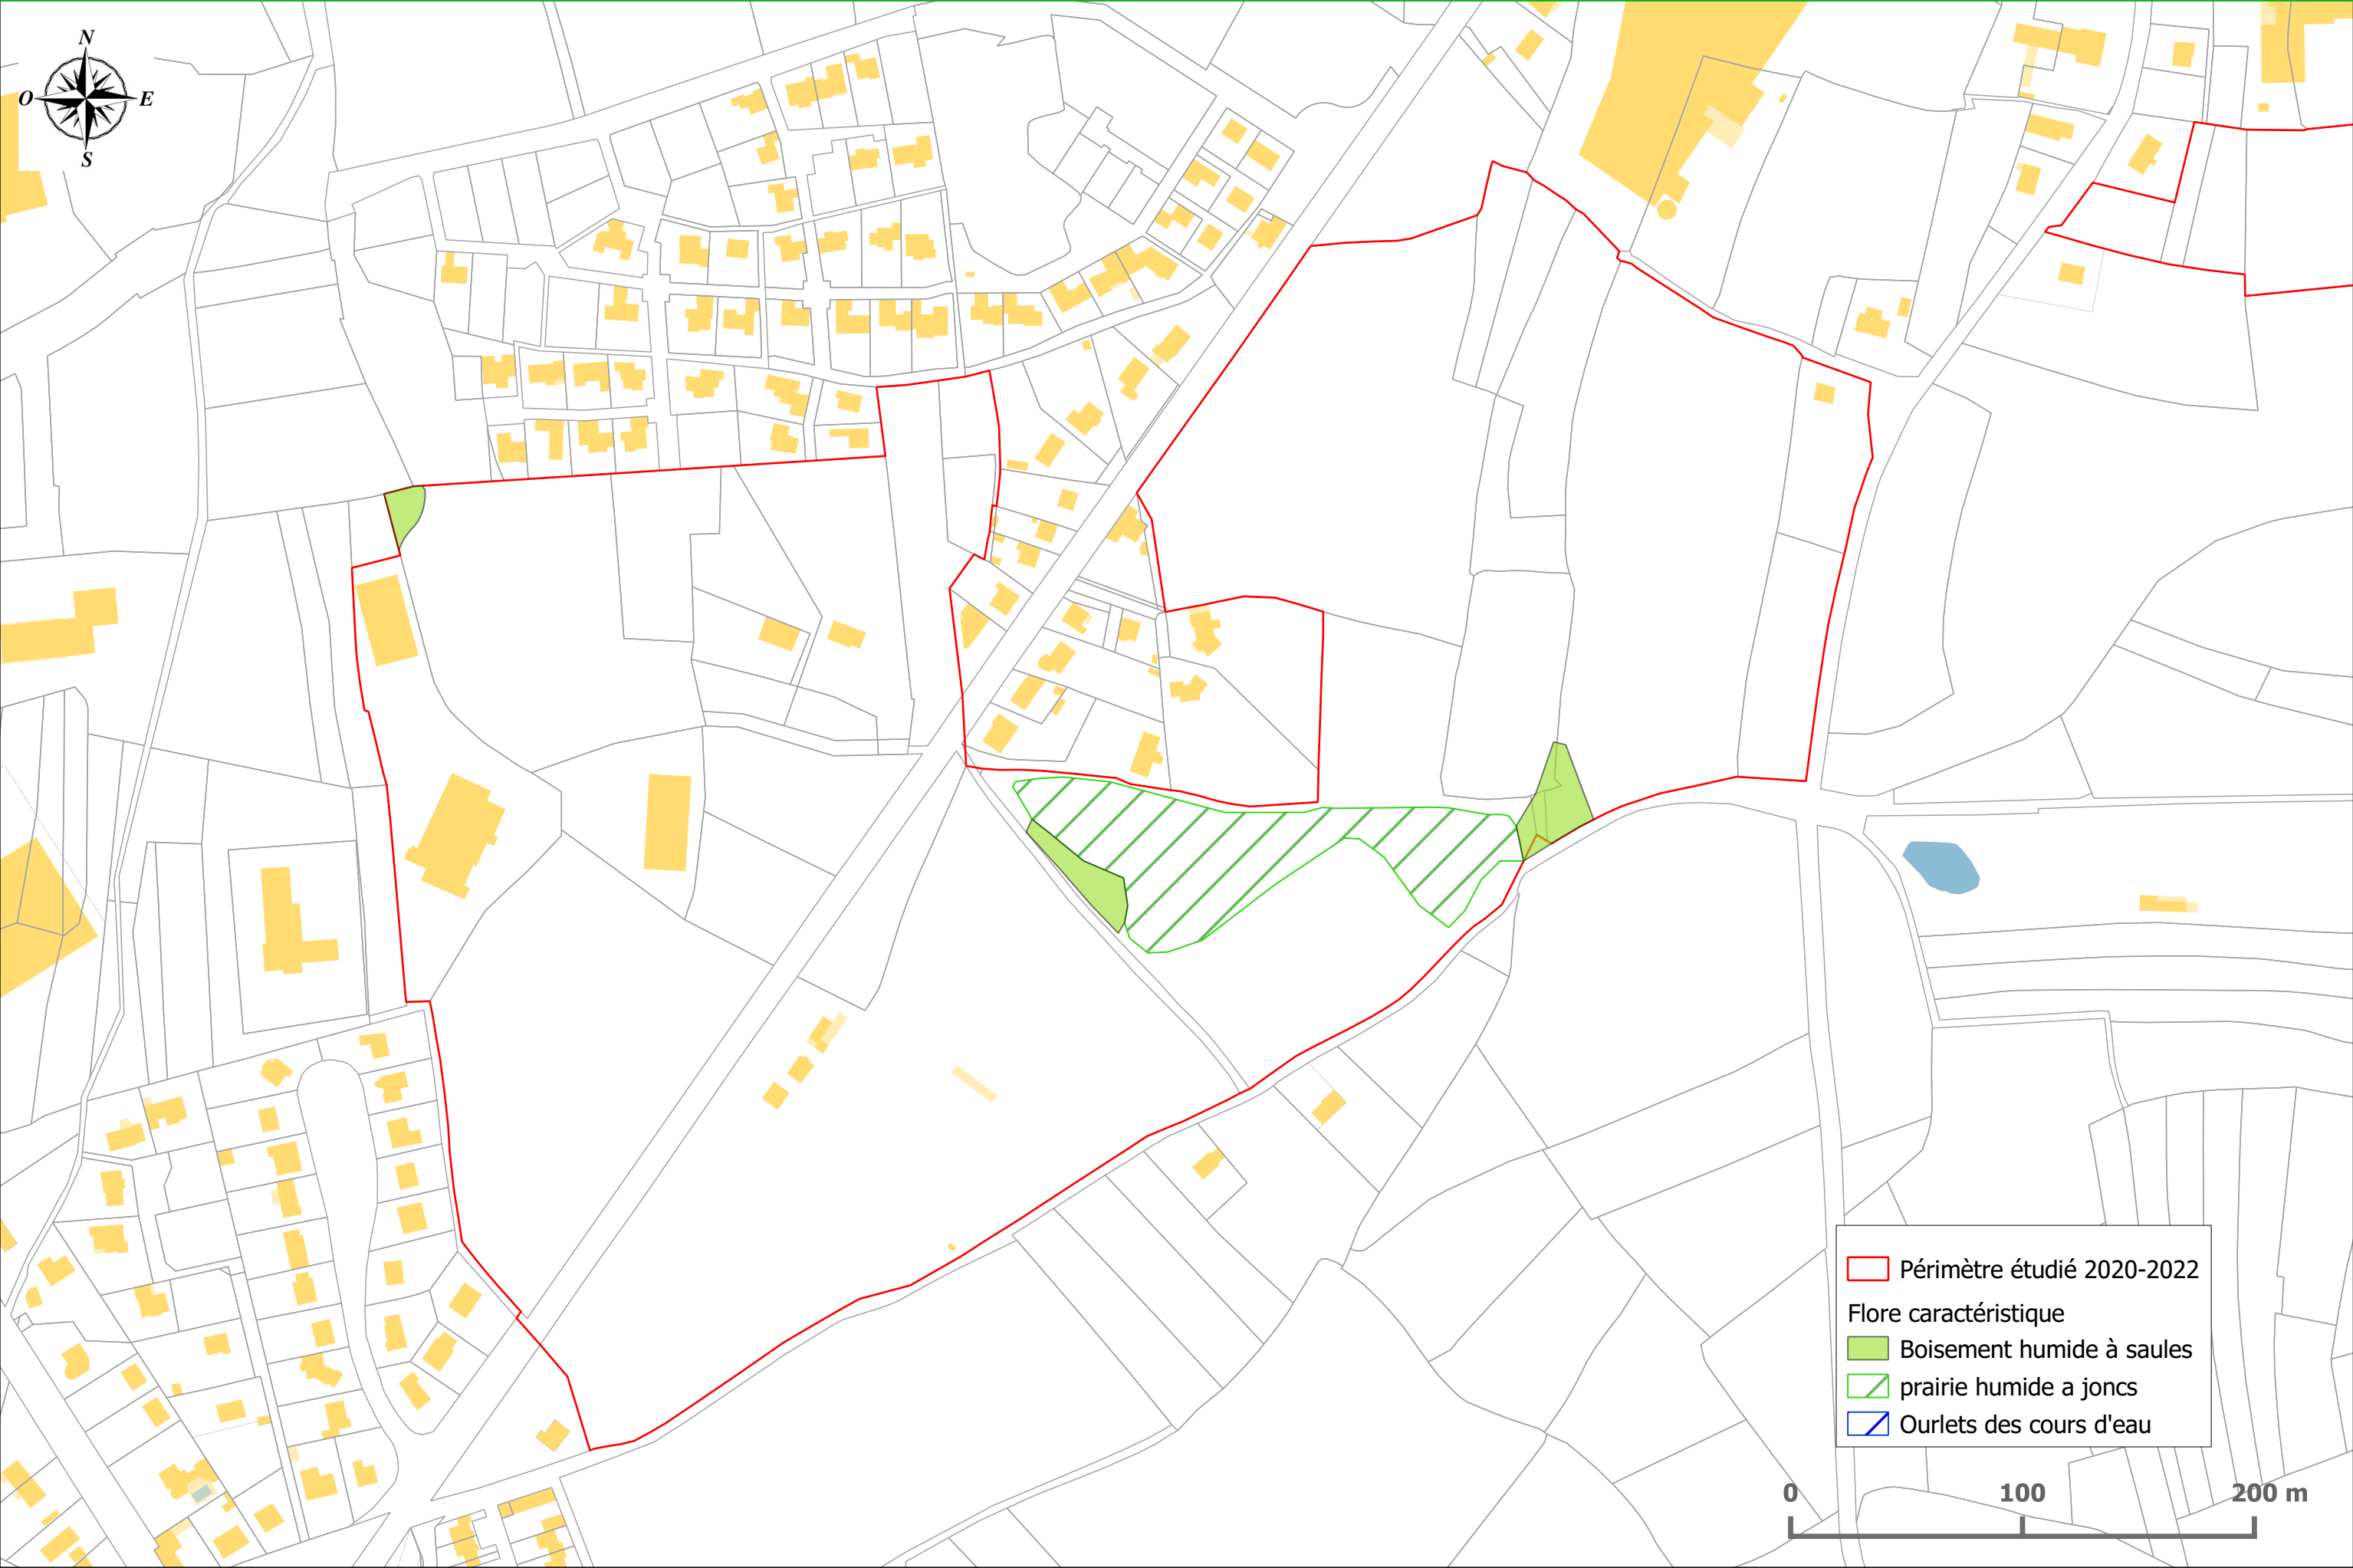 N
O
E
S
Périmètre étudié 2020-2022
Flore caractéristique
Boisement humide à saules
prairie humide a joncs
Ourlets des cours d'eau
0 100 200 m